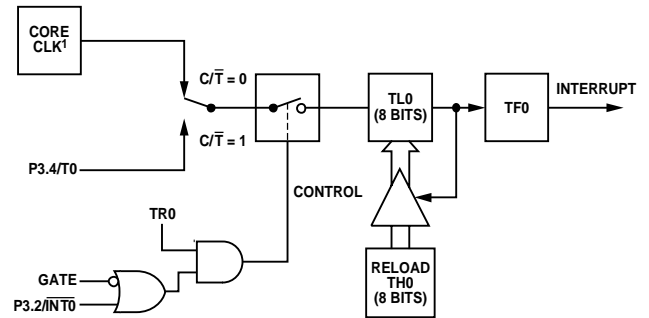 CORE
CLK¹
C/T̅ = 0
C/T̅ = 1
P3.4/T0
TL0
(8 BITS)
TF0
INTERRUPT
CONTROL
TR0
GATE
P3.2/I̅N̅T̅0̅
RELOAD
TH0
(8 BITS)